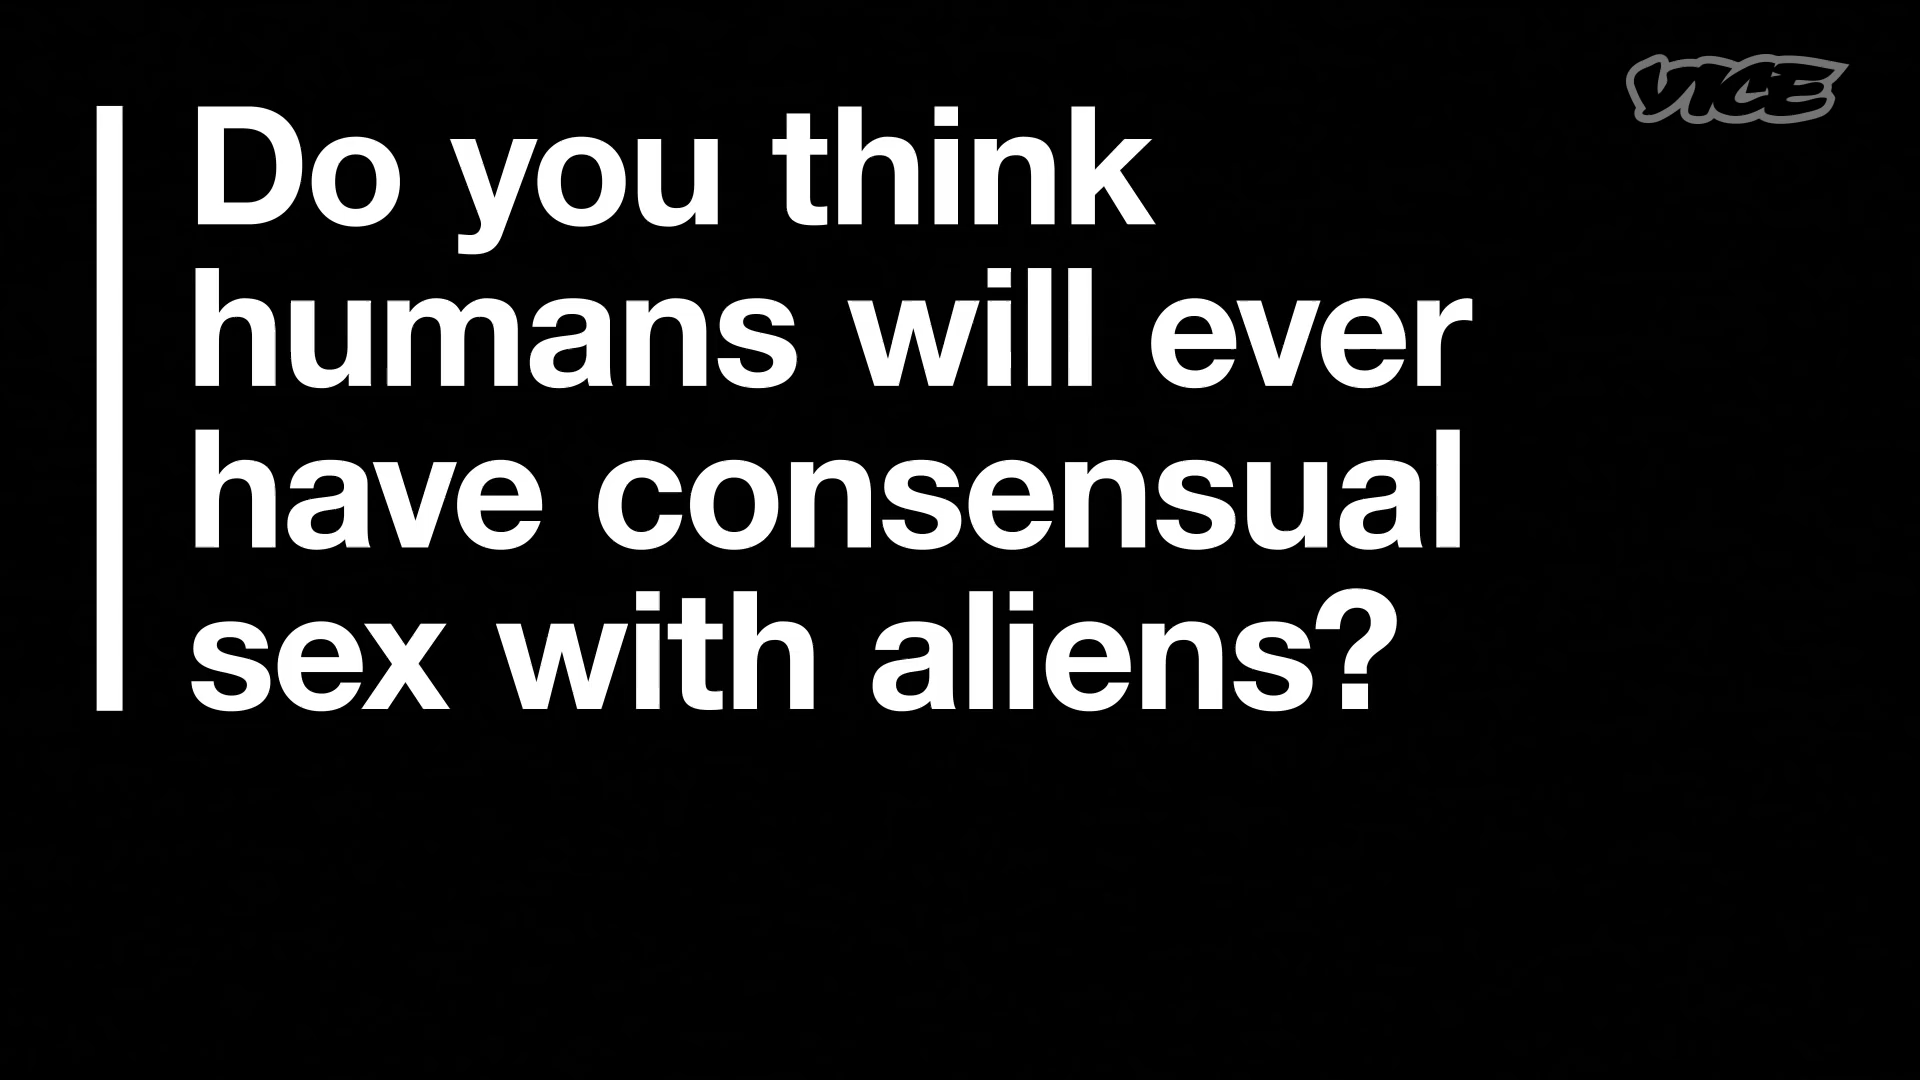 VICE
Do you think
humans will ever
have consensual
sex with aliens?